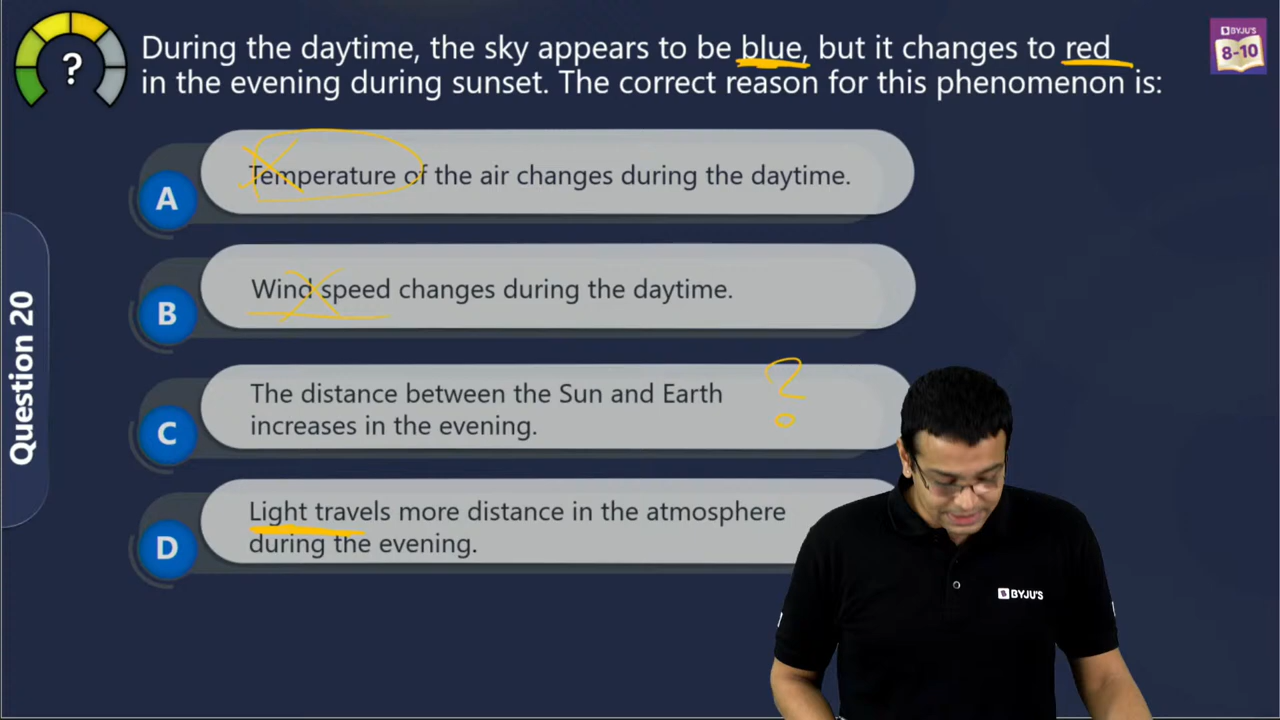 During the daytime, the sky appears to be blue, but it changes to red
in the evening during sunset. The correct reason for this phenomenon is:
?
BYJU'S
8-10
Question 20
A
Temperature of the air changes during the daytime.
B
Wind speed changes during the daytime.
C
The distance between the Sun and Earth
increases in the evening.
?
D
Light travels more distance in the atmosphere
during the evening.
B BYJU'S